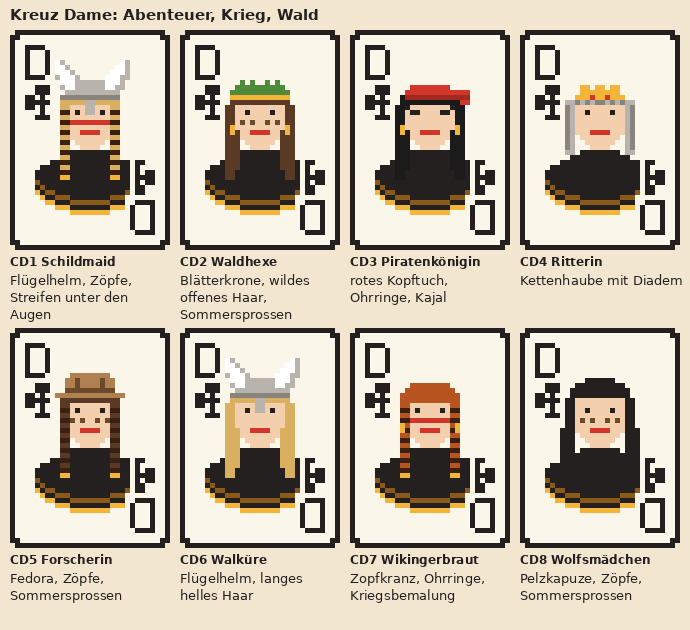 Kreuz Dame: Abenteuer, Krieg, Wald
D
D
D
D
D
D
D
D
CD1 Schildmaid
Flügelhelm, Zöpfe,
Streifen unter den
Augen
CD2 Waldhexe
Blätterkrone, wildes
offenes Haar,
Sommersprossen
CD3 Piratenkönigin
rotes Kopftuch,
Ohrringe, Kajal
CD4 Ritterin
Kettenhaube mit Diadem
D
D
D
D
D
D
D
D
CD5 Forscherin
Fedora, Zöpfe,
Sommersprossen
CD6 Walküre
Flügelhelm, langes
helles Haar
CD7 Wikingerbraut
Zopfkranz, Ohrringe,
Kriegsbemalung
CD8 Wolfsmädchen
Pelzkapuze, Zöpfe,
Sommersprossen